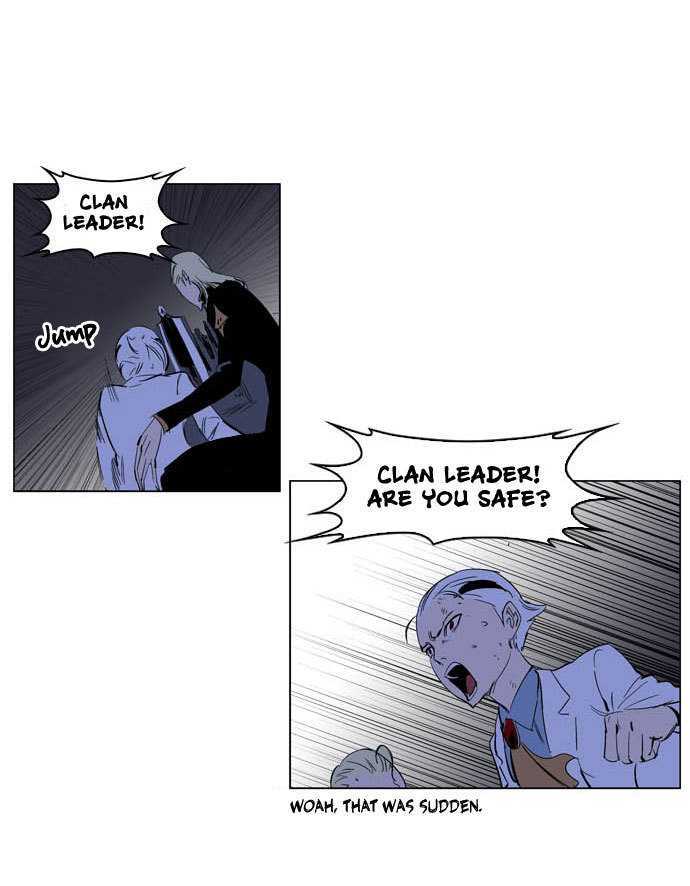 CLAN
LEADER!
Jump
CLAN LEADER!
ARE YOU SAFE?
WOAH, THAT WAS SUDDEN.